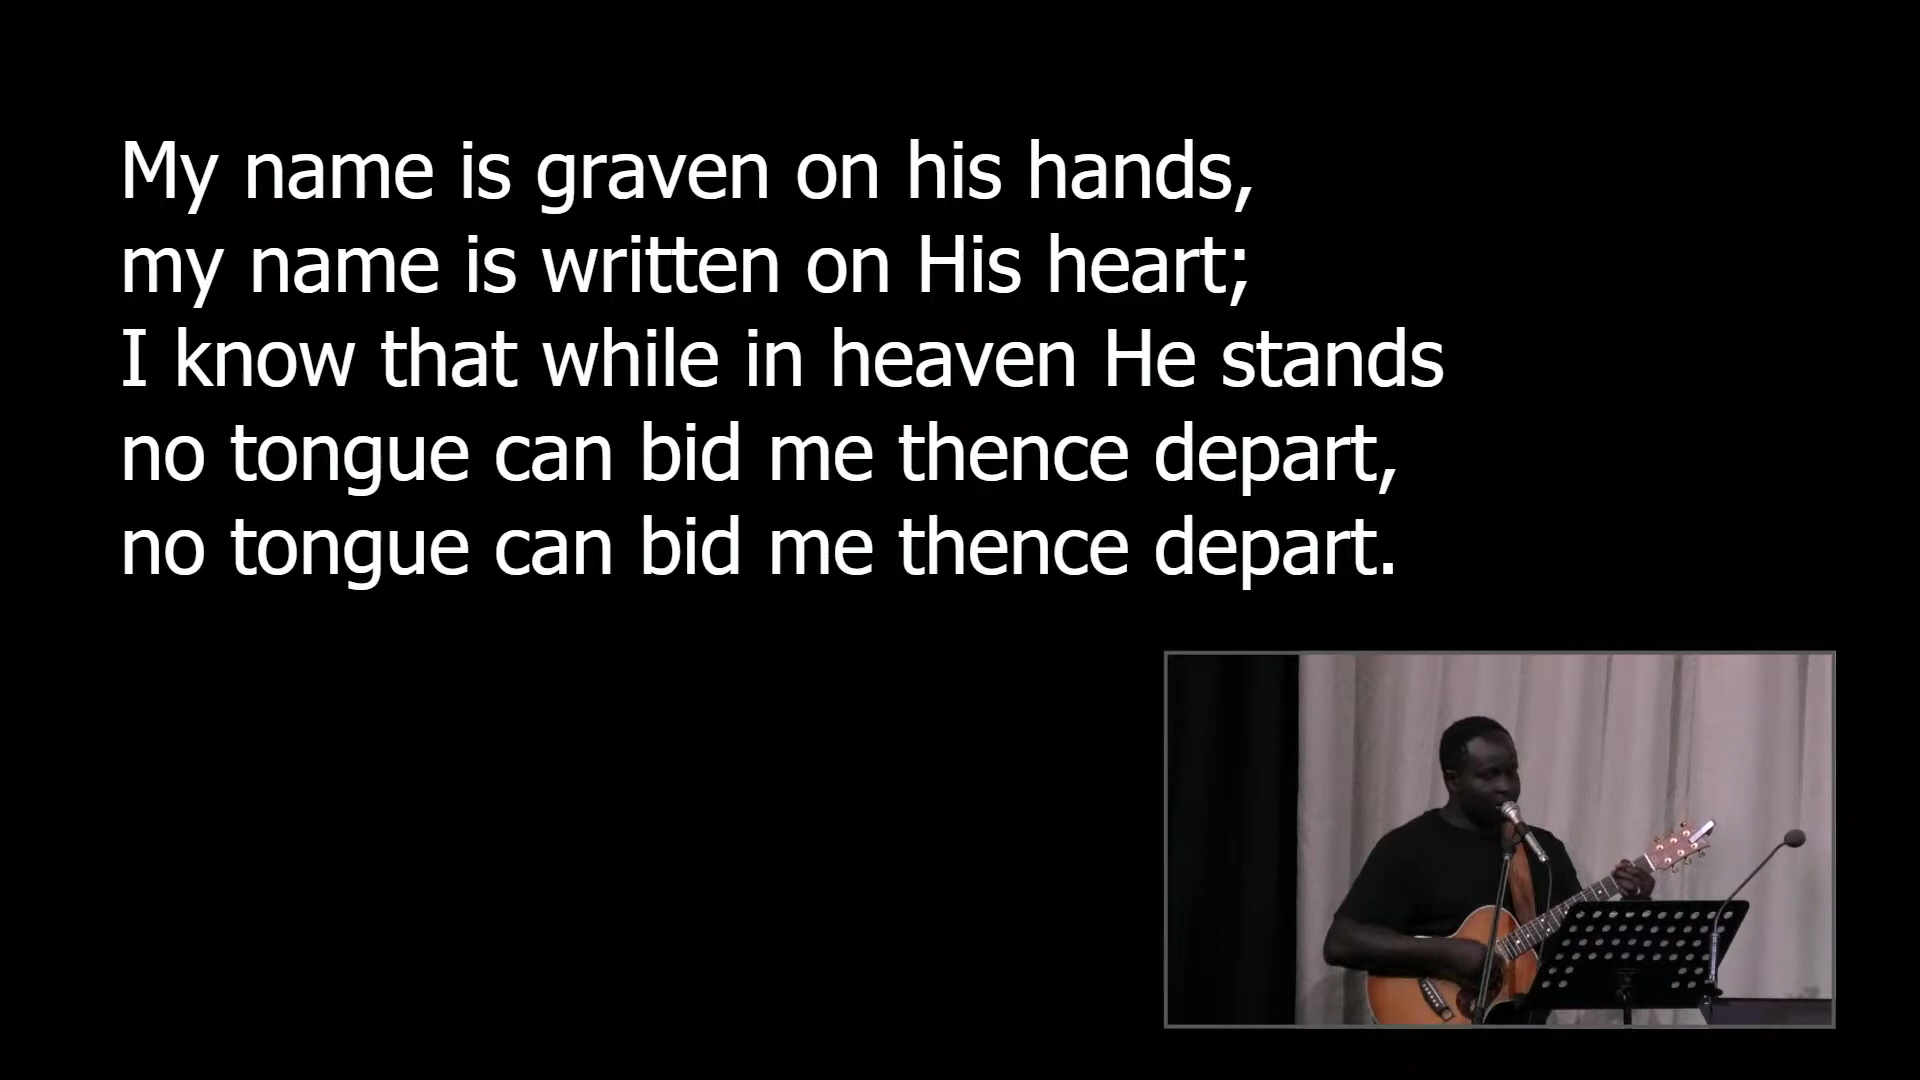 My name is graven on his hands,
my name is written on His heart;
I know that while in heaven He stands
no tongue can bid me thence depart,
no tongue can bid me thence depart.